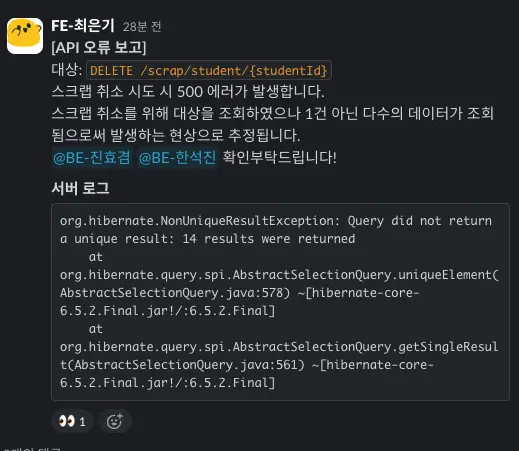 FE-최은기 28분 전
[API 오류 보고]
대상: DELETE /scrap/student/{studentId}
스크랩 취소 시도 시 500 에러가 발생합니다.
스크랩 취소를 위해 대상을 조회하였으나 1건 아닌 다수의 데이터가 조회
됨으로써 발생하는 현상으로 추정됩니다.
@BE-진효겸 @BE-한석진 확인부탁드립니다!
서버 로그
org.hibernate.NonUniqueResultException: Query did not return
a unique result: 14 results were returned
at
org.hibernate.query.spi.AbstractSelectionQuery.uniqueElement(
AbstractSelectionQuery.java:578) ~[hibernate-core-
6.5.2.Final.jar!/:6.5.2.Final]
at
org.hibernate.query.spi.AbstractSelectionQuery.getSingleResul
t(AbstractSelectionQuery.java:561) ~[hibernate-core-
6.5.2.Final.jar!/:6.5.2.Final]
1